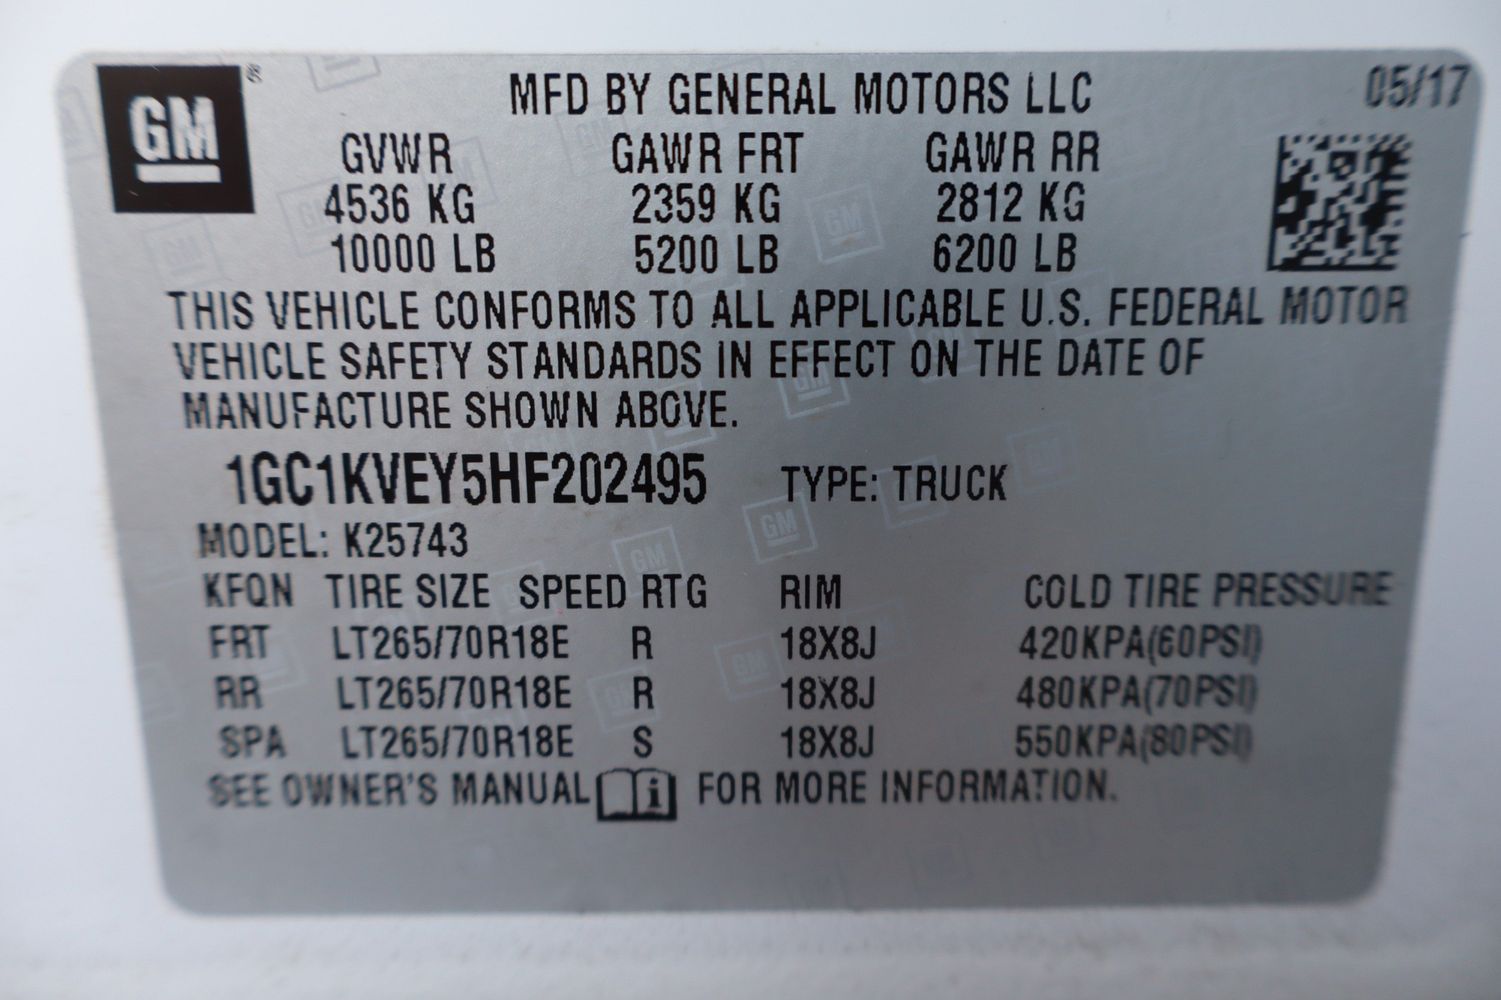 GM ®
MFD BY GENERAL MOTORS LLC 05/17
GVWR GAWR FRT GAWR RR
4536 KG 2359 KG 2812 KG
10000 LB 5200 LB 6200 LB
THIS VEHICLE CONFORMS TO ALL APPLICABLE U.S. FEDERAL MOTOR
VEHICLE SAFETY STANDARDS IN EFFECT ON THE DATE OF
MANUFACTURE SHOWN ABOVE.
1GC1KVEY5HF202495 TYPE: TRUCK
MODEL: K25743
KFQN TIRE SIZE SPEED RTG RIM COLD TIRE PRESSURE
FRT LT265/70R18E R 18X8J 420KPA(60PSI)
RR LT265/70R18E R 18X8J 480KPA(70PSI)
SPA LT265/70R18E S 18X8J 550KPA(80PSI)
SEE OWNER'S MANUAL i FOR MORE INFORMATION.